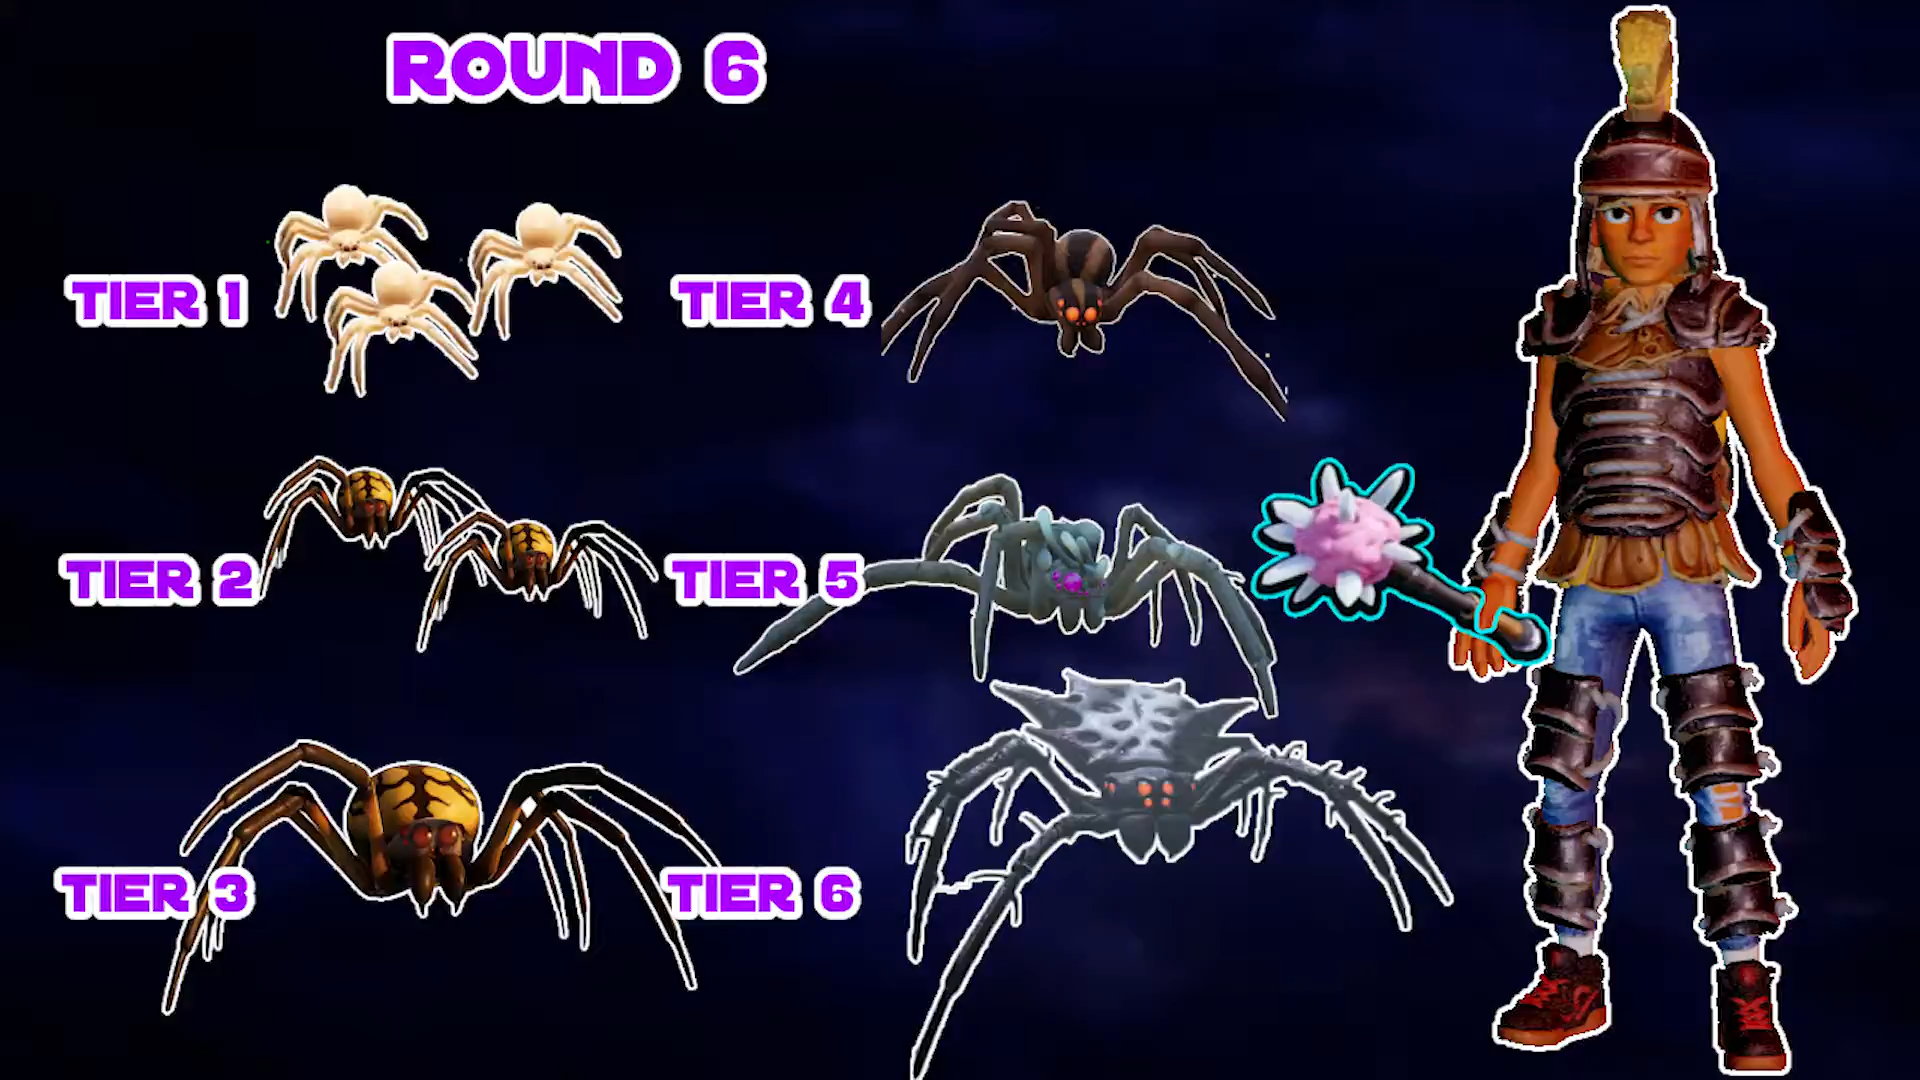 ROUND 6
TIER 1
TIER 4
TIER 2
TIER 5
TIER 3
TIER 6